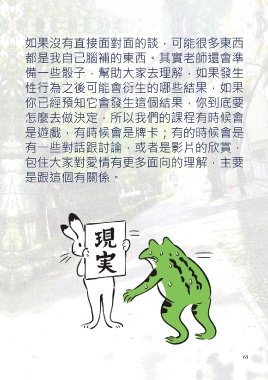 如果沒有直接面對面的談，可能很多東西
都是我自己腦補的東西。其實老師還會準
備一些骰子，幫助大家去理解，如果發生
性行為之後可能會衍生的哪些結果，如果
你已經預知它會發生這個結果，你到底要
怎麼去做決定，所以我們的課程有時候會
是遊戲，有時候會是牌卡；有的時候會是
有一些對話跟討論，或者是影片的欣賞，
包住大家對愛情有更多面向的理解，主要
是跟這個有關係。
現
実
65